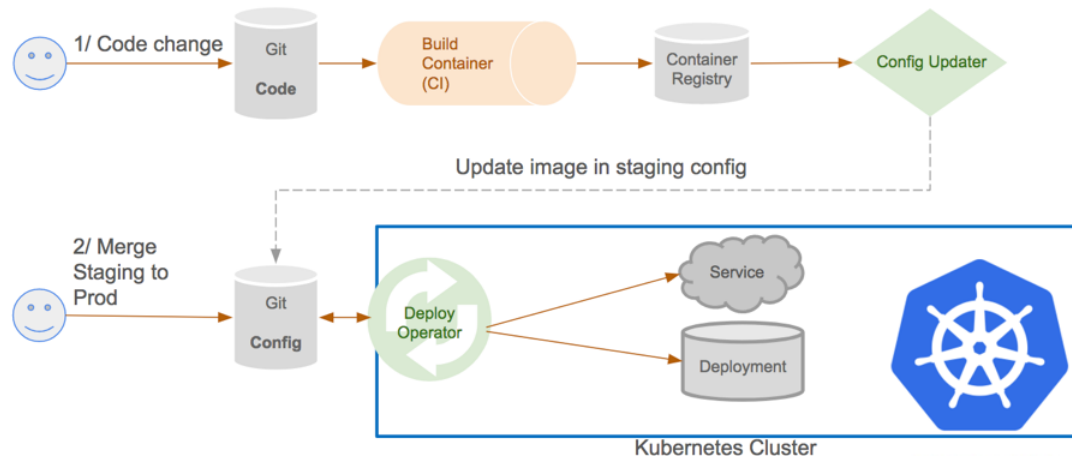 1/ Code change
Git
Code
Build
Container
(CI)
Container
Registry
Config Updater
Update image in staging config
2/ Merge
Staging to
Prod
Git
Config
Deploy
Operator
Service
Deployment
Kubernetes Cluster